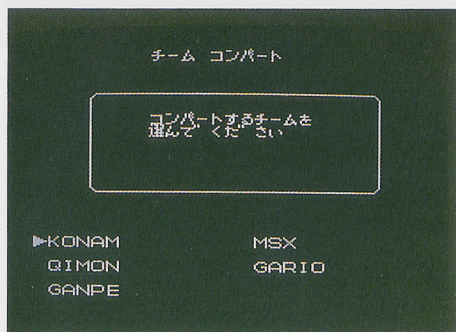 チーム コンバート
コンバートするチームを
選んで ください
▶KONAM
MSX
QIMON
GARIO
GANPE